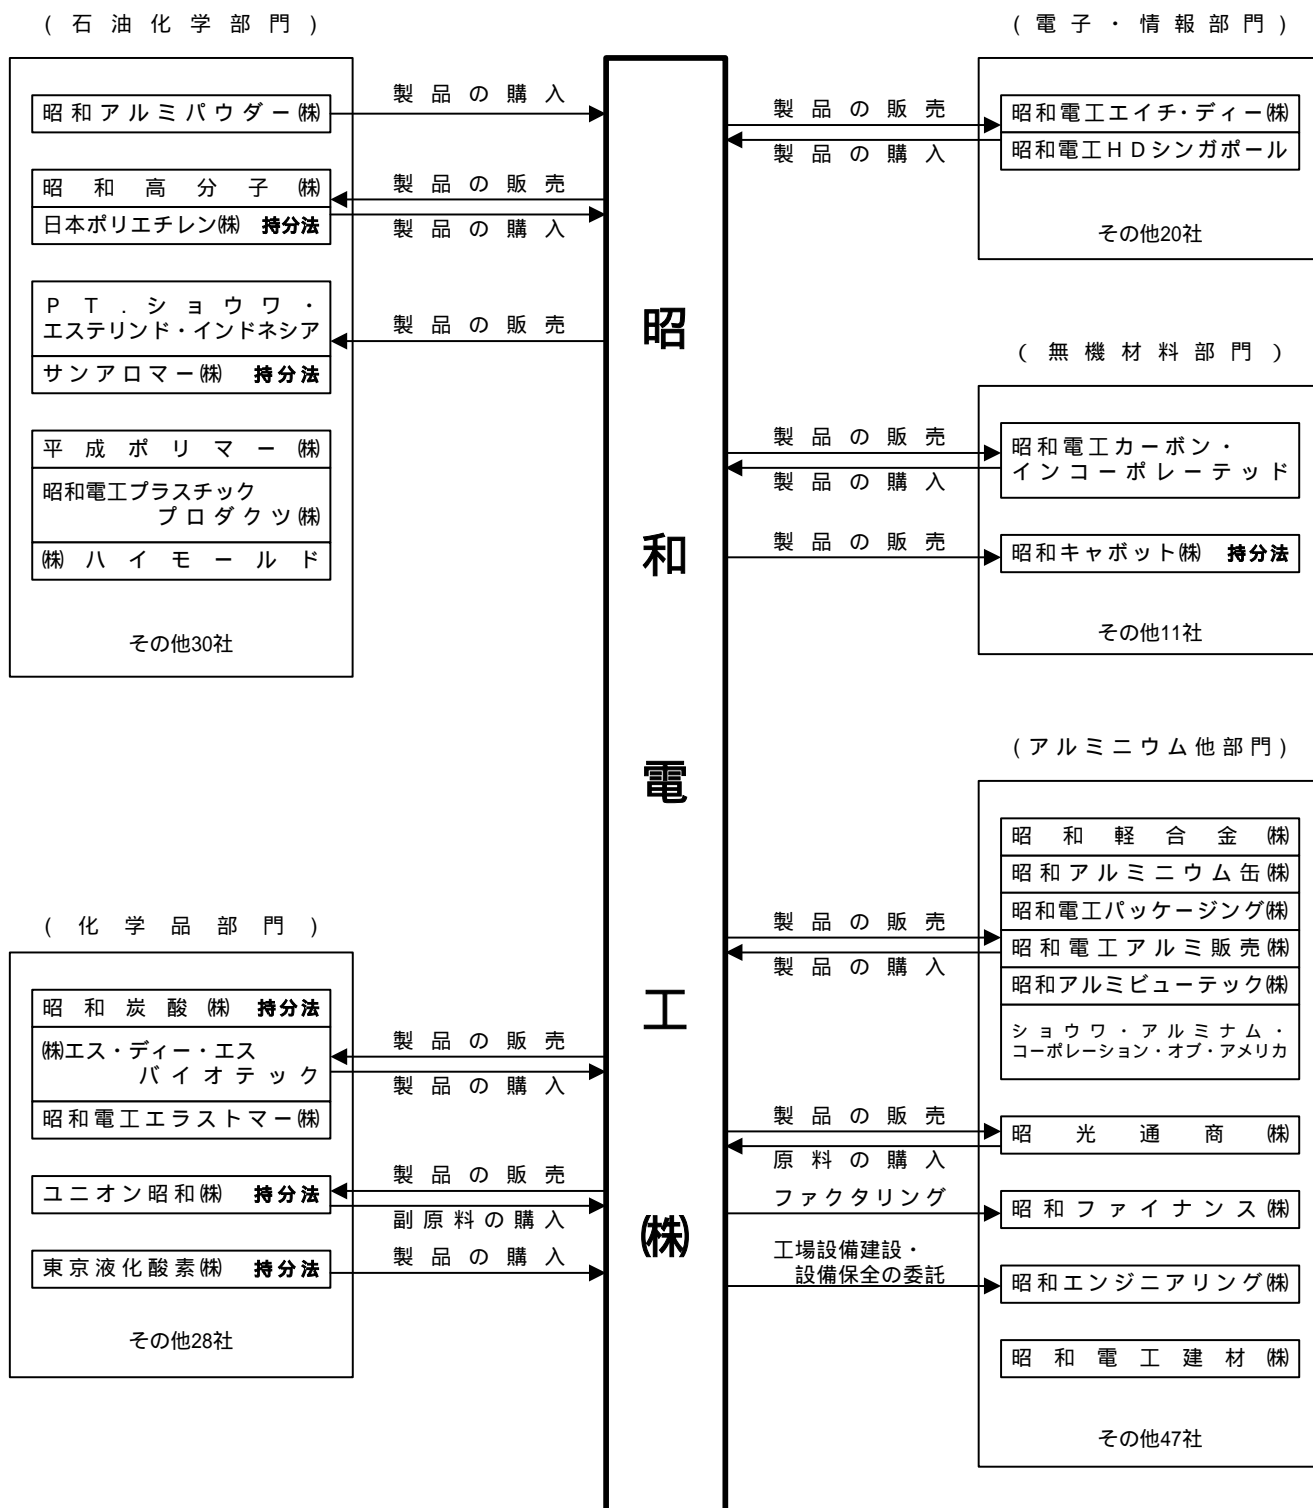 (石油化学部門)
昭和アルミパウダー㈱
製品の購入
昭和高分子㈱
日本ポリエチレン㈱ 持分法
製品の販売
製品の購入
PT.ショウワ・
エステリンド・インドネシア
サンアロマー㈱ 持分法
製品の販売
平成ポリマー㈱
昭和電工プラスチック
プロダクツ㈱
㈱ハイモールド
その他30社
(化学品部門)
昭和炭酸㈱ 持分法
㈱エス・ディー・エス
バイオテック
昭和電工エラストマー㈱
製品の販売
製品の購入
ユニオン昭和㈱ 持分法
製品の販売
副原料の購入
東京液化酸素㈱ 持分法
製品の購入
その他28社
昭和電工㈱
(電子・情報部門)
製品の販売
製品の購入
昭和電工エイチ・ディー㈱
昭和電工HDシンガポール
その他20社
(無機材料部門)
製品の販売
製品の購入
昭和電工カーボン・
インコーポレーテッド
製品の販売
昭和キャボット㈱ 持分法
その他11社
(アルミニウム他部門)
昭和軽合金㈱
昭和アルミニウム缶㈱
昭和電工パッケージング㈱
昭和電工アルミ販売㈱
昭和アルミビューテック㈱
ショウワ・アルミナム・
コーポレーション・オブ・アメリカ
製品の販売
製品の購入
製品の販売
原料の購入
昭光通商㈱
ファクタリング
昭和ファイナンス㈱
工場設備建設・
設備保全の委託
昭和エンジニアリング㈱
昭和電工建材㈱
その他47社